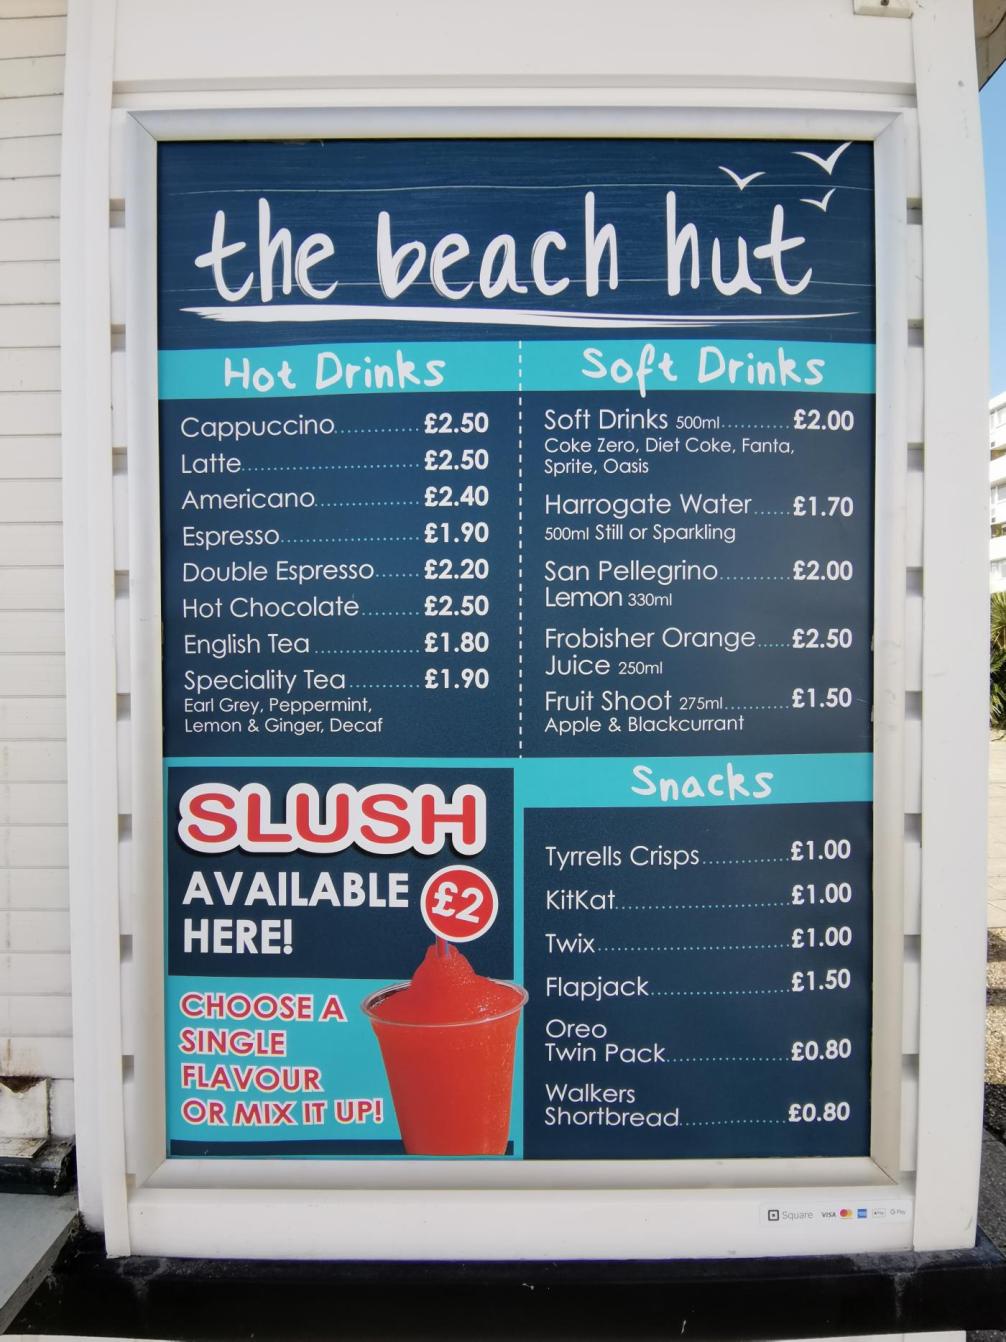 the beach hut
Hot Drinks
Cappuccino £2.50
Latte £2.50
Americano £2.40
Espresso £1.90
Double Espresso £2.20
Hot Chocolate £2.50
English Tea £1.80
Speciality Tea £1.90
Earl Grey, Peppermint,
Lemon & Ginger, Decaf
Soft Drinks
Soft Drinks 500ml £2.00
Coke Zero, Diet Coke, Fanta,
Sprite, Oasis
Harrogate Water £1.70
500ml Still or Sparkling
San Pellegrino £2.00
Lemon 330ml
Frobisher Orange £2.50
Juice 250ml
Fruit Shoot 275ml £1.50
Apple & Blackcurrant
SLUSH
AVAILABLE
HERE!
£2
CHOOSE A
SINGLE
FLAVOUR
OR MIX IT UP!
Snacks
Tyrrells Crisps £1.00
KitKat £1.00
Twix £1.00
Flapjack £1.50
Oreo
Twin Pack £0.80
Walkers
Shortbread £0.80
Square VISA Pay G Pay